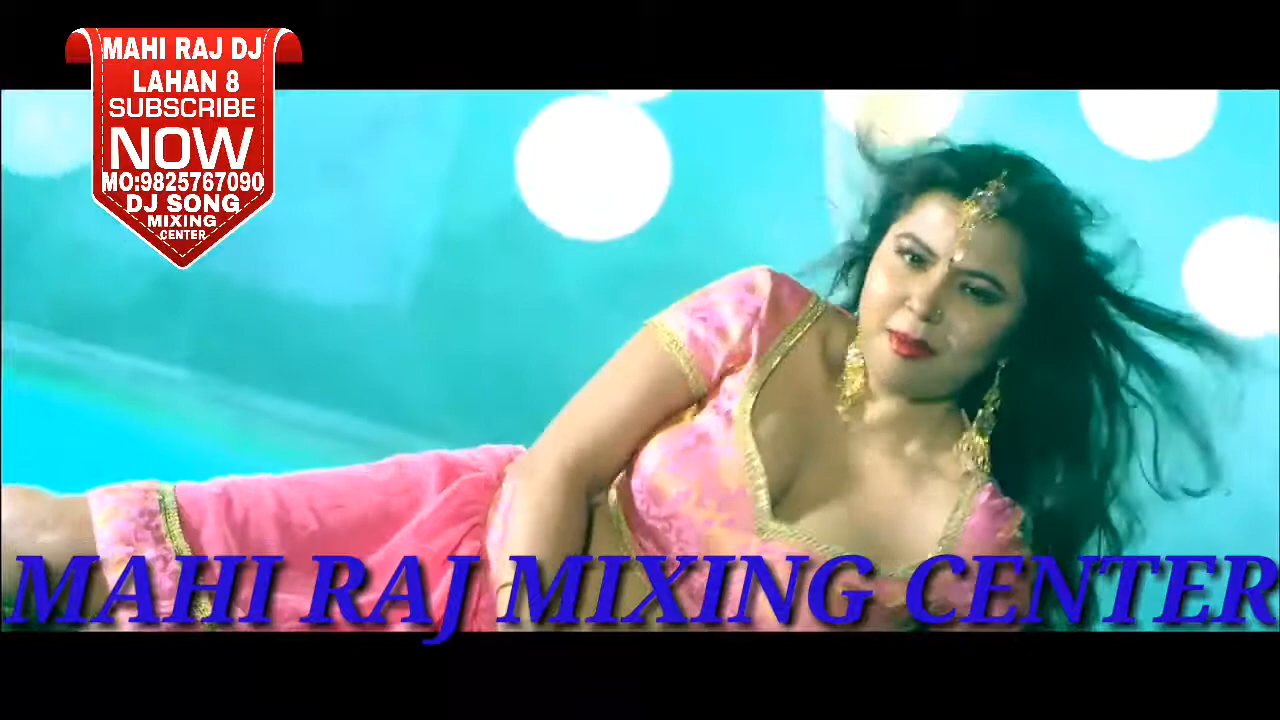 MAHI RAJ DJ
LAHAN 8
SUBSCRIBE
NOW
MO:9825767090
DJ SONG
MIXING
CENTER
MAHI RAJ MIXING CENTER